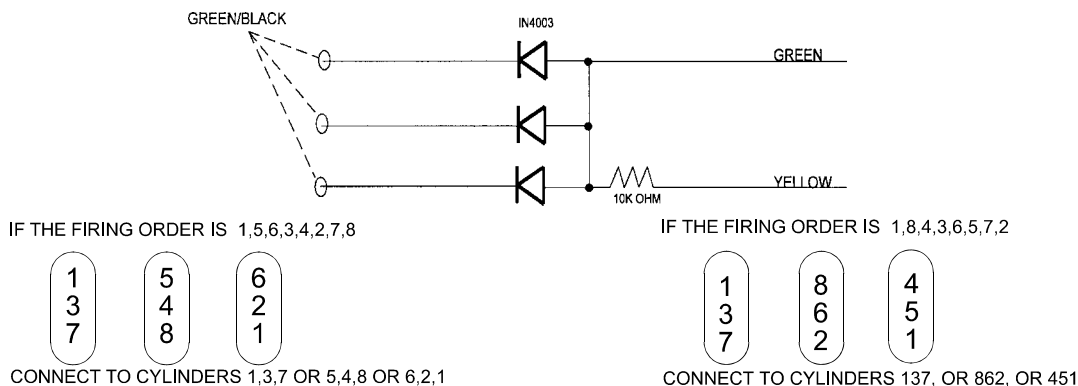 GREEN/BLACK
IN4003
GREEN
YELLOW
10K OHM
IF THE FIRING ORDER IS 1,5,6,3,4,2,7,8
1 5 6
3 4 2
7 8 1
CONNECT TO CYLINDERS 1,3,7 OR 5,4,8 OR 6,2,1
IF THE FIRING ORDER IS 1,8,4,3,6,5,7,2
1 8 4
3 6 5
7 2 1
CONNECT TO CYLINDERS 137, OR 862, OR 451